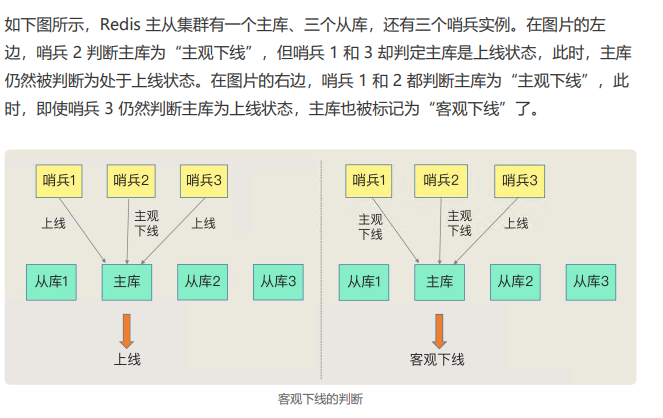 如下图所示，Redis 主从集群有一个主库、三个从库，还有三个哨兵实例。在图片的左
边，哨兵 2 判断主库为“主观下线”，但哨兵 1 和 3 却判定主库是上线状态，此时，主库
仍然被判断为处于上线状态。在图片的右边，哨兵 1 和 2 都判断主库为“主观下线”，此
时，即使哨兵 3 仍然判断主库为上线状态，主库也被标记为“客观下线”了。
哨兵1 哨兵2 哨兵3
上线 主观
下线 上线
从库1 主库 从库2 从库3
上线
哨兵1 哨兵2 哨兵3
主观
下线 主观
下线 上线
从库1 主库 从库2 从库3
客观下线
客观下线的判断